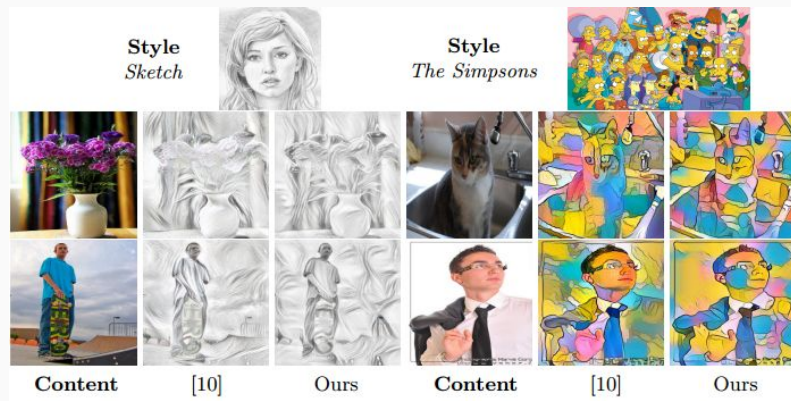 Style
Sketch
Style
The Simpsons
Content
[10]
Ours
Content
[10]
Ours